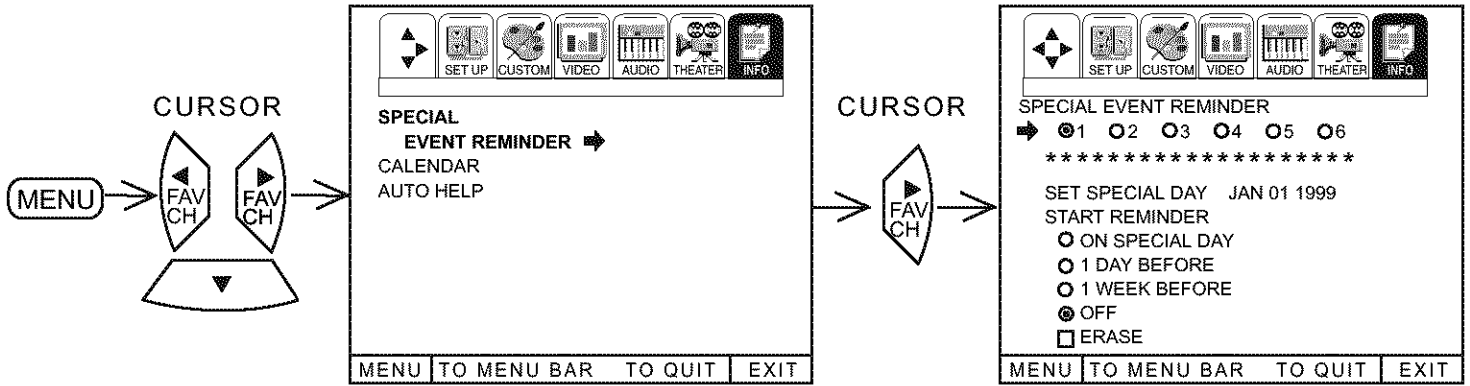 MENU
CURSOR
FAV CH
FAV CH
SET UP CUSTOM VIDEO AUDIO THEATER INFO
SPECIAL
EVENT REMINDER
CALENDAR
AUTO HELP
MENU TO MENU BAR TO QUIT EXIT
CURSOR
FAV CH
SET UP CUSTOM VIDEO AUDIO THEATER INFO
SPECIAL EVENT REMINDER
1 2 3 4 5 6
********************
SET SPECIAL DAY JAN 01 1999
START REMINDER
ON SPECIAL DAY
1 DAY BEFORE
1 WEEK BEFORE
OFF
ERASE
MENU TO MENU BAR TO QUIT EXIT